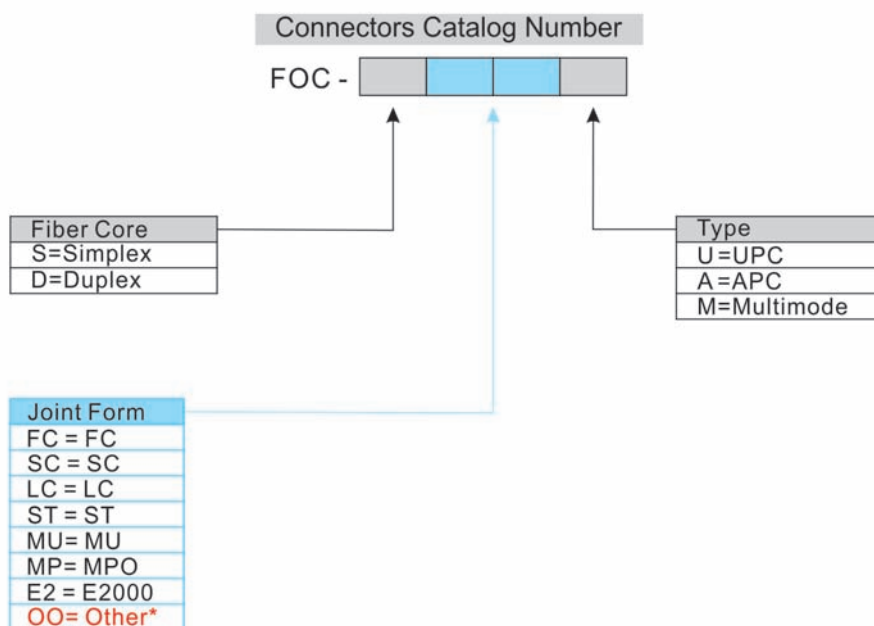 Connectors Catalog Number
FOC -
Fiber Core
S=Simplex
D=Duplex
Type
U=UPC
A=APC
M=Multimode
Joint Form
FC = FC
SC = SC
LC = LC
ST = ST
MU= MU
MP= MPO
E2 = E2000
OO= Other*